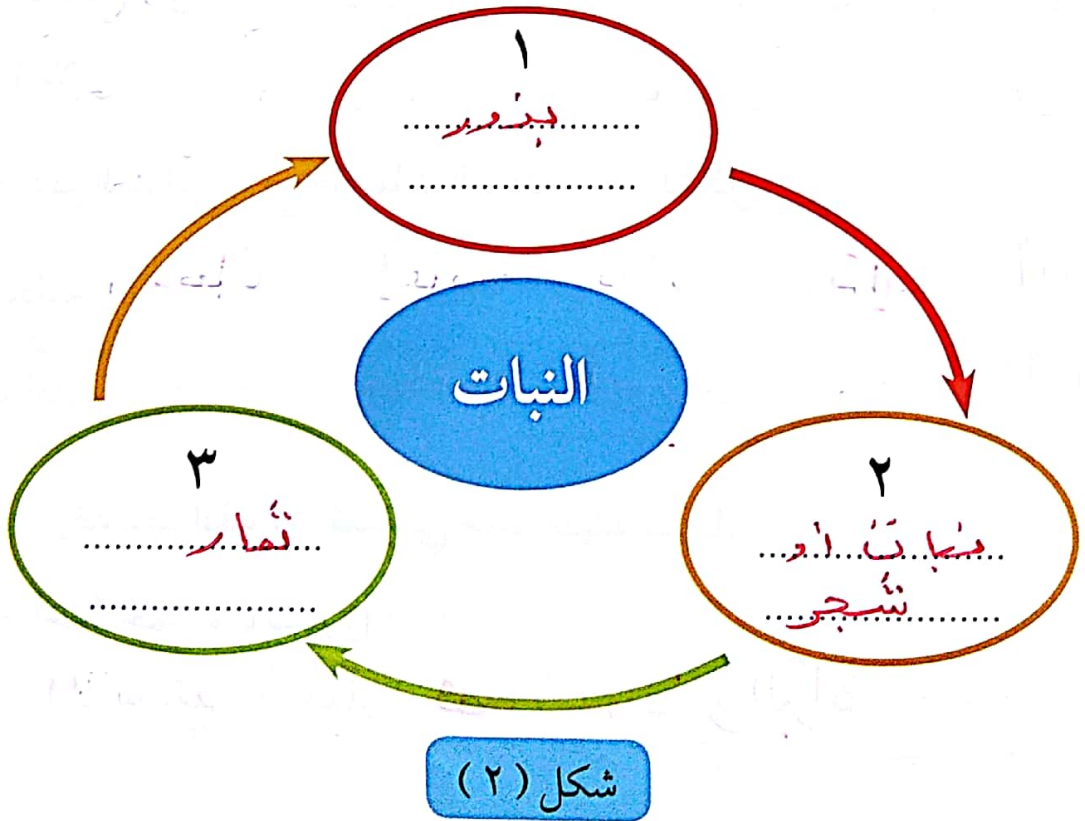 ١
بذور
النبات
٢
نبات أو
شجر
٣
ثمار
شكل (٢)